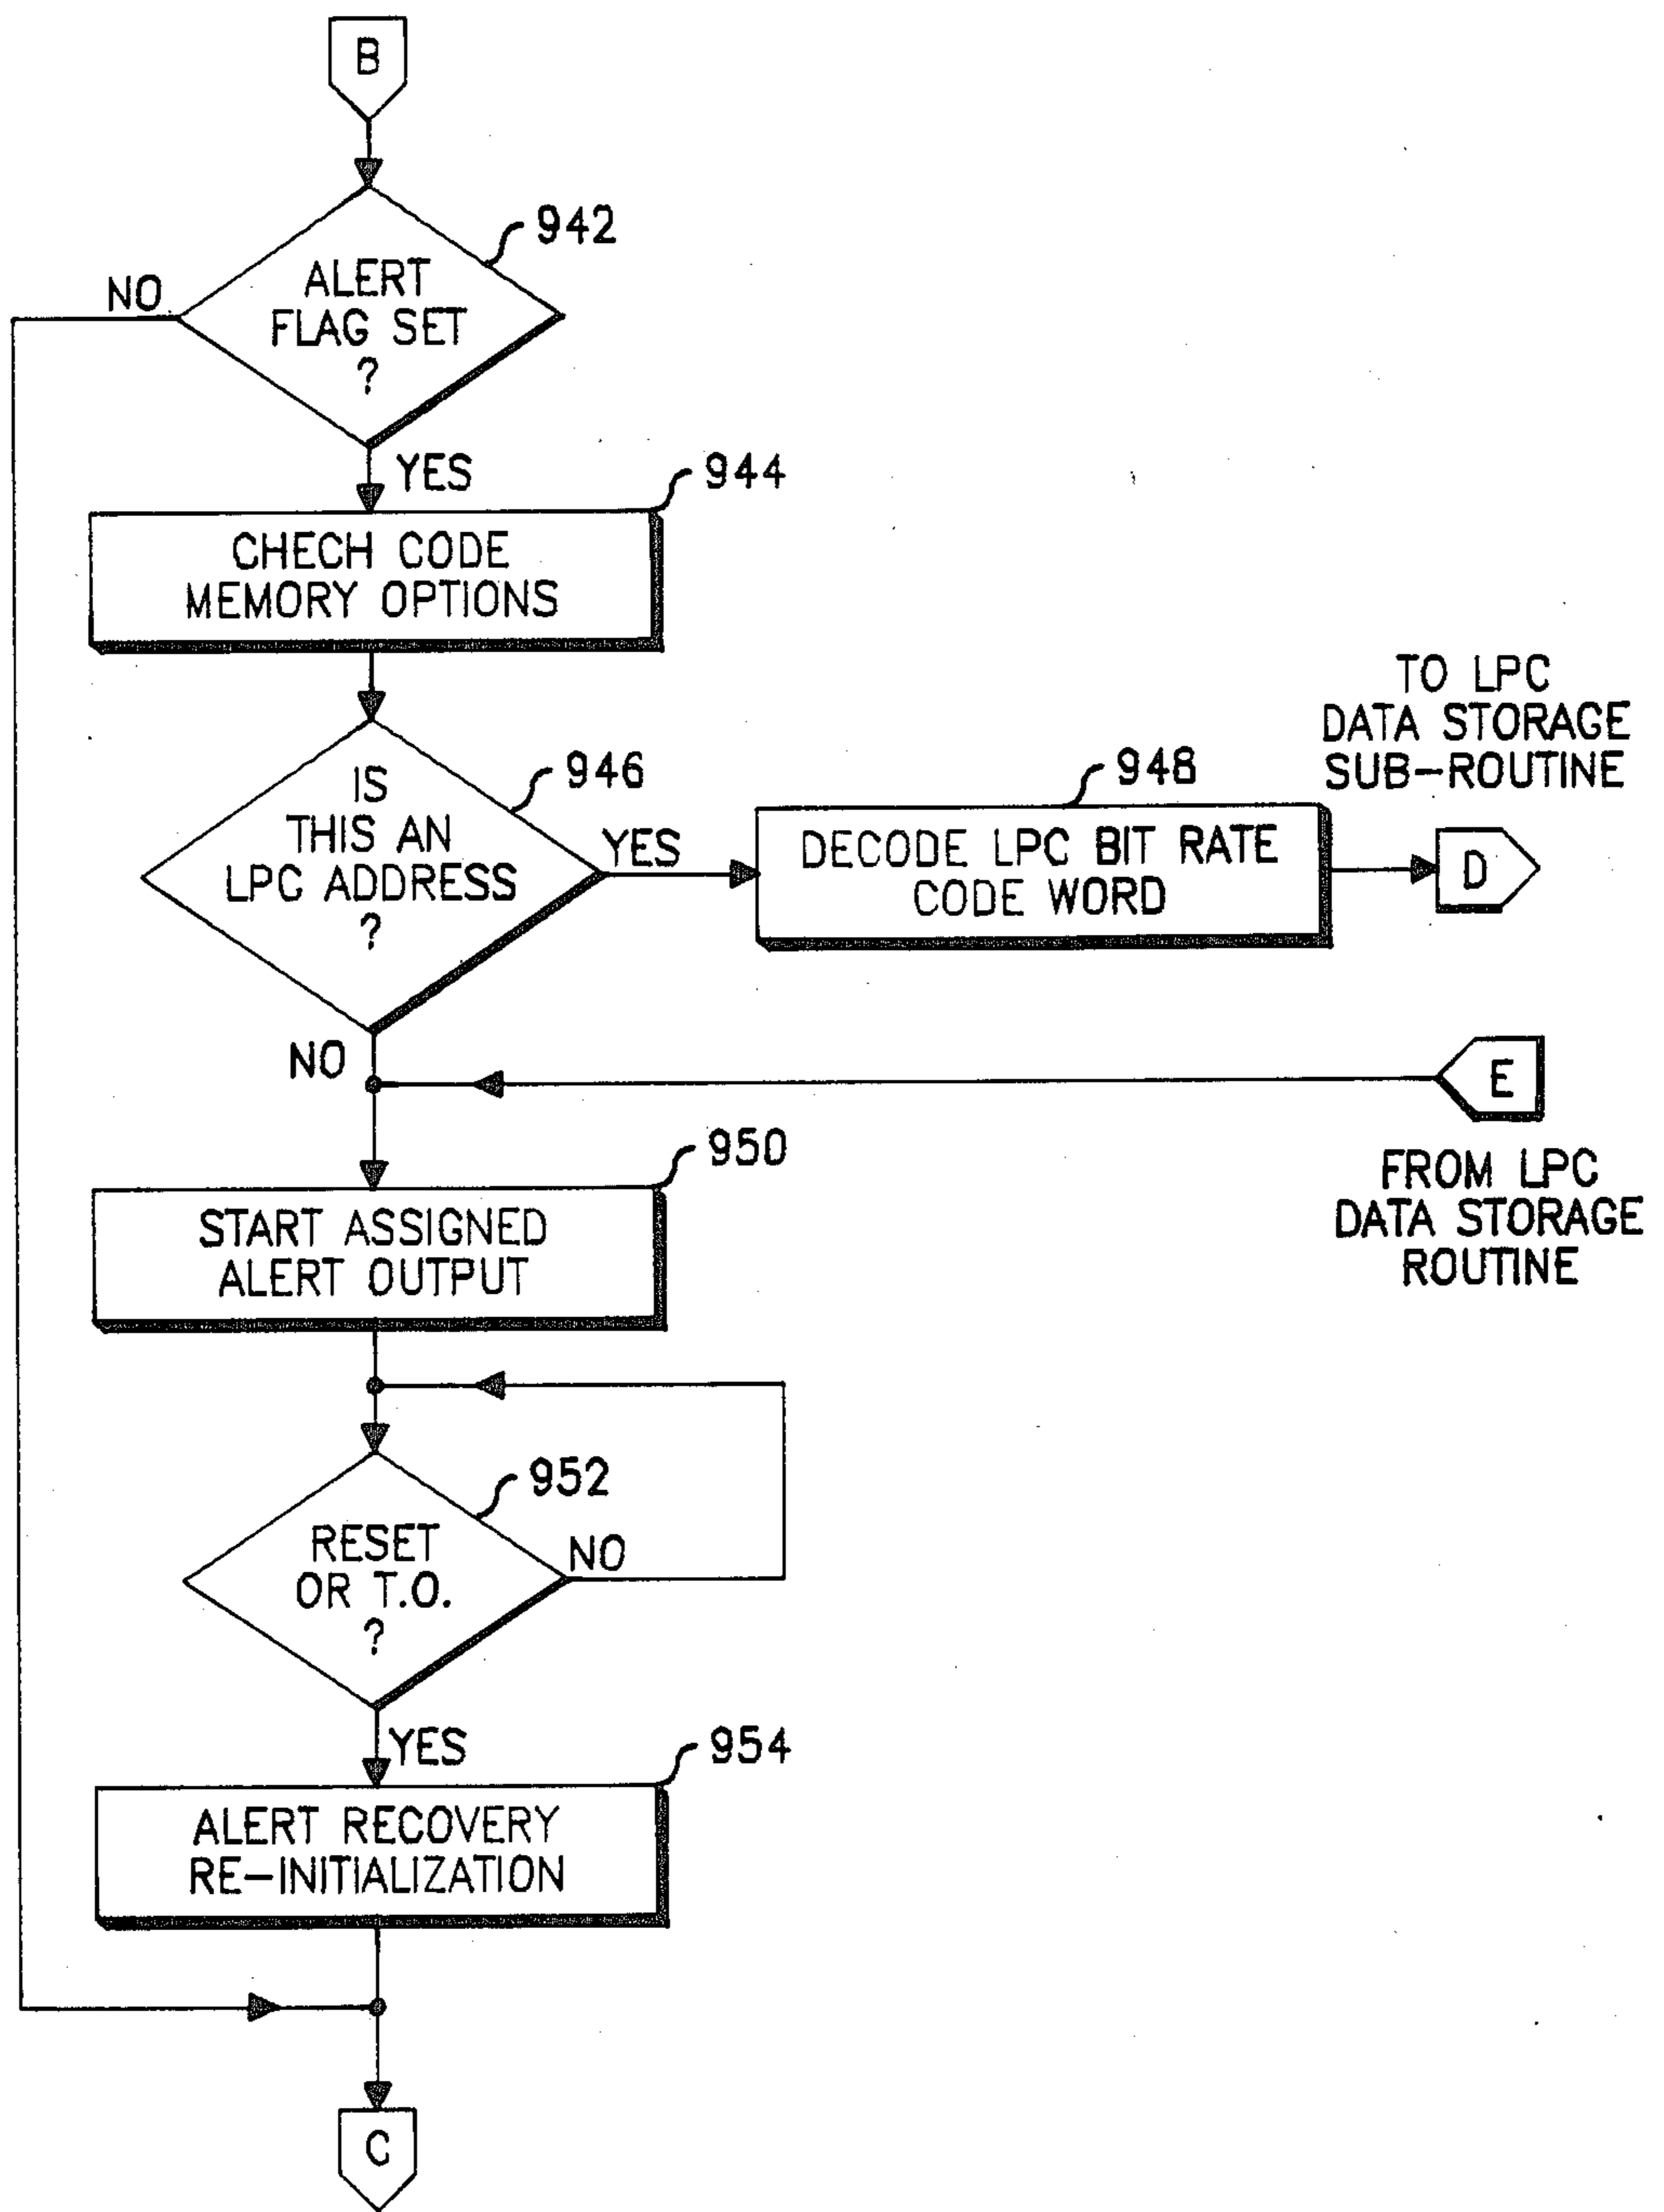 B
942
ALERT
FLAG SET
?
NO
YES
944
CHECH CODE
MEMORY OPTIONS
946
IS
THIS AN
LPC ADDRESS
?
YES
948
DECODE LPC BIT RATE
CODE WORD
TO LPC
DATA STORAGE
SUB-ROUTINE
D
NO
E
FROM LPC
DATA STORAGE
ROUTINE
950
START ASSIGNED
ALERT OUTPUT
952
RESET
OR T.O.
?
NO
YES
954
ALERT RECOVERY
RE-INITIALIZATION
C